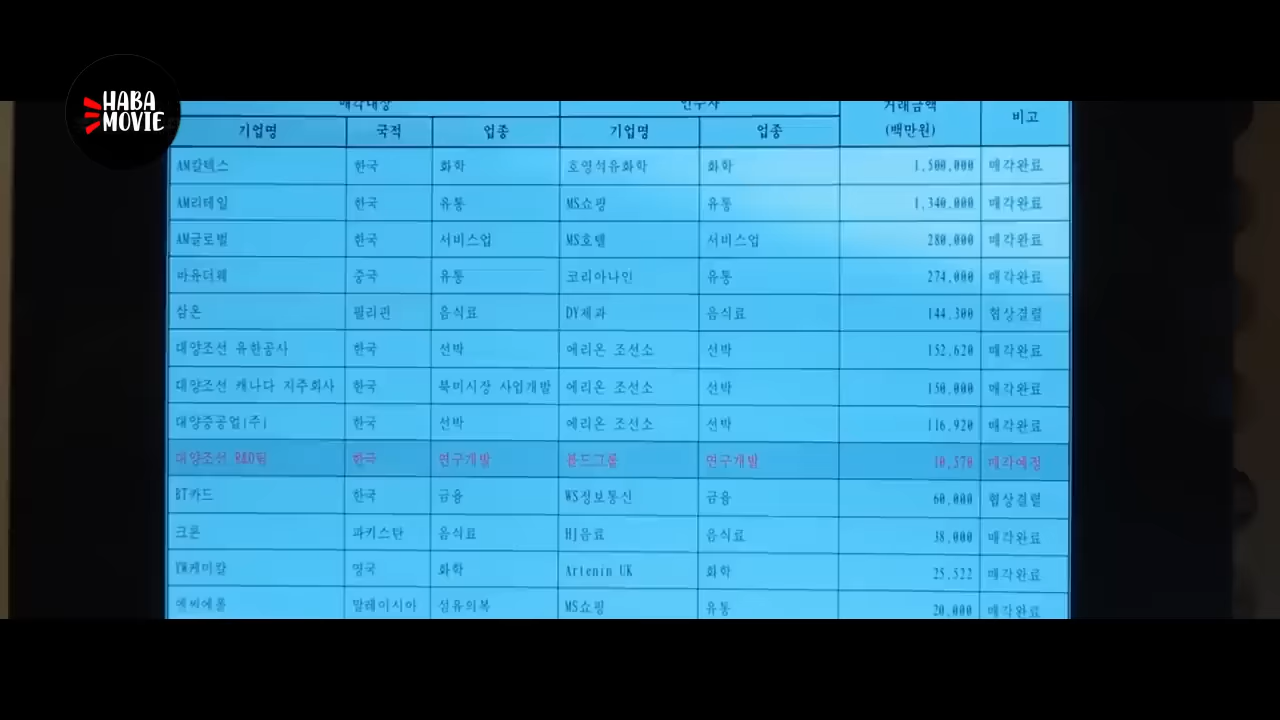 HABA
MOVIE
매각대상 인수사 거래금액
(백만원) 비고
기업명 국적 업종 기업명 업종
AM칼텍스 한국 화학 호영석유화학 화학 1,500,000 매각완료
AM리테일 한국 유통 MS쇼핑 유통 1,340,000 매각완료
AM글로벌 한국 서비스업 MS호텔 서비스업 280,000 매각완료
마유더웨 중국 유통 코리아나인 유통 274,000 매각완료
삼온 필리핀 음식료 DY제과 음식료 144,300 협상결렬
대양조선 유한공사 한국 선박 에리온 조선소 선박 152,620 매각완료
대양조선 캐나다 지주회사 한국 북미시장 사업개발 에리온 조선소 선박 150,000 매각완료
대양중공업(주) 한국 선박 에리온 조선소 선박 116,920 매각완료
대양조선 R&D팀 한국 연구개발 볼드그룹 연구개발 10,570 매각예정
BT카드 한국 금융 WS정보통신 금융 60,000 협상결렬
크론 파키스탄 음식료 HJ음료 음식료 38,000 매각완료
YW케미칼 영국 화학 Artenin UK 화학 25,522 매각완료
말레이시아 섬유의복 MS쇼핑 유통 20,000 매각완료